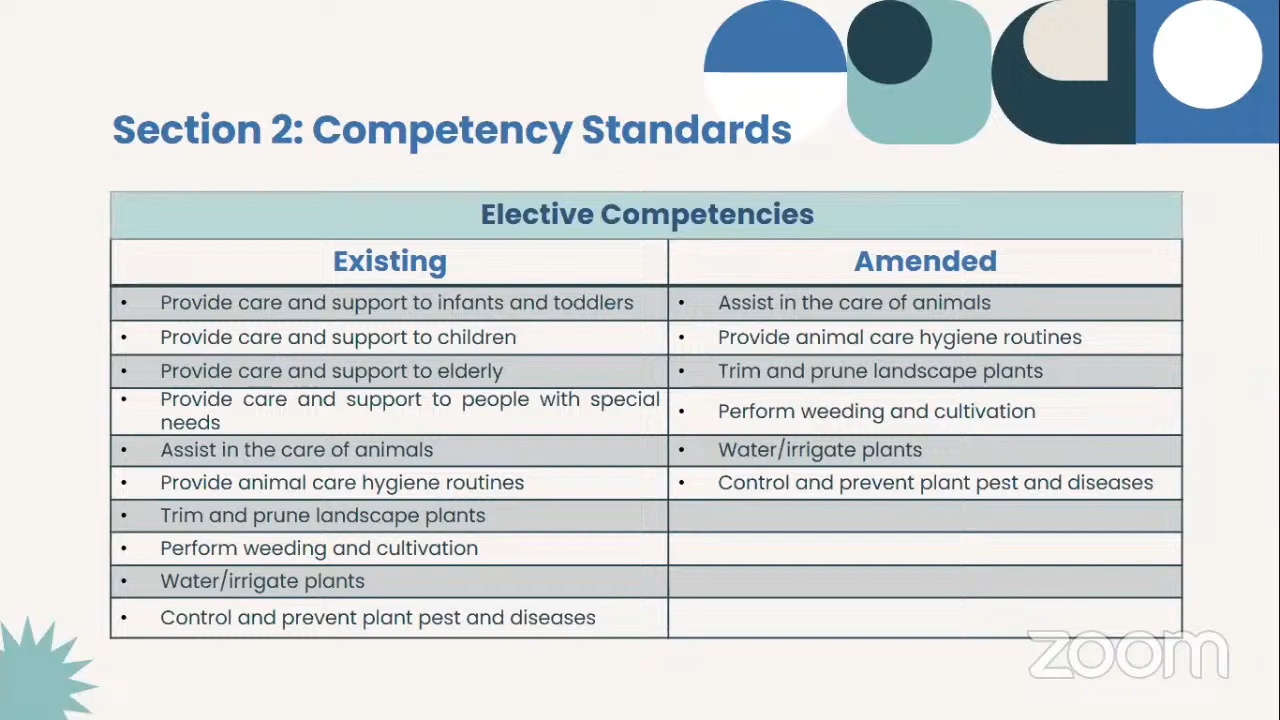 Section 2: Competency Standards
Elective Competencies
Existing
Amended
• Provide care and support to infants and toddlers
• Assist in the care of animals
• Provide care and support to children
• Provide animal care hygiene routines
• Provide care and support to elderly
• Trim and prune landscape plants
• Provide care and support to people with special
needs
• Perform weeding and cultivation
• Assist in the care of animals
• Water/irrigate plants
• Provide animal care hygiene routines
• Control and prevent plant pest and diseases
• Trim and prune landscape plants
• Perform weeding and cultivation
• Water/irrigate plants
• Control and prevent plant pest and diseases
zoom